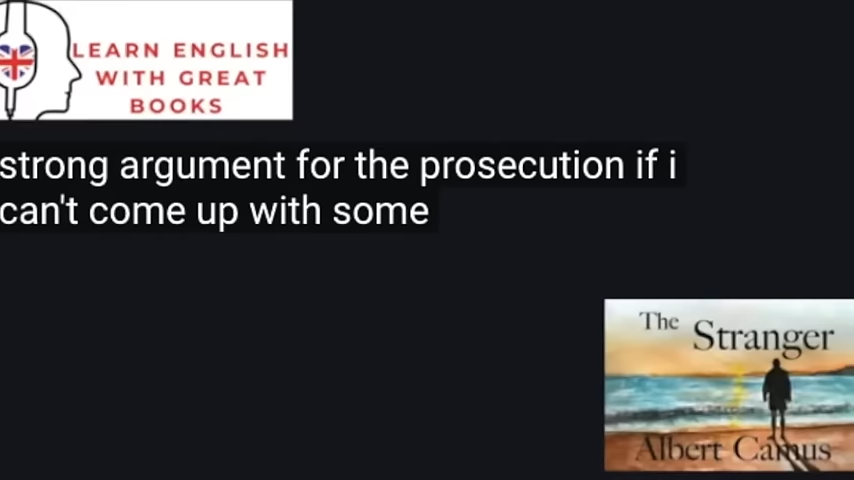 LEARN ENGLISH
WITH GREAT
BOOKS
strong argument for the prosecution if i
can't come up with some
The Stranger
Albert Camus